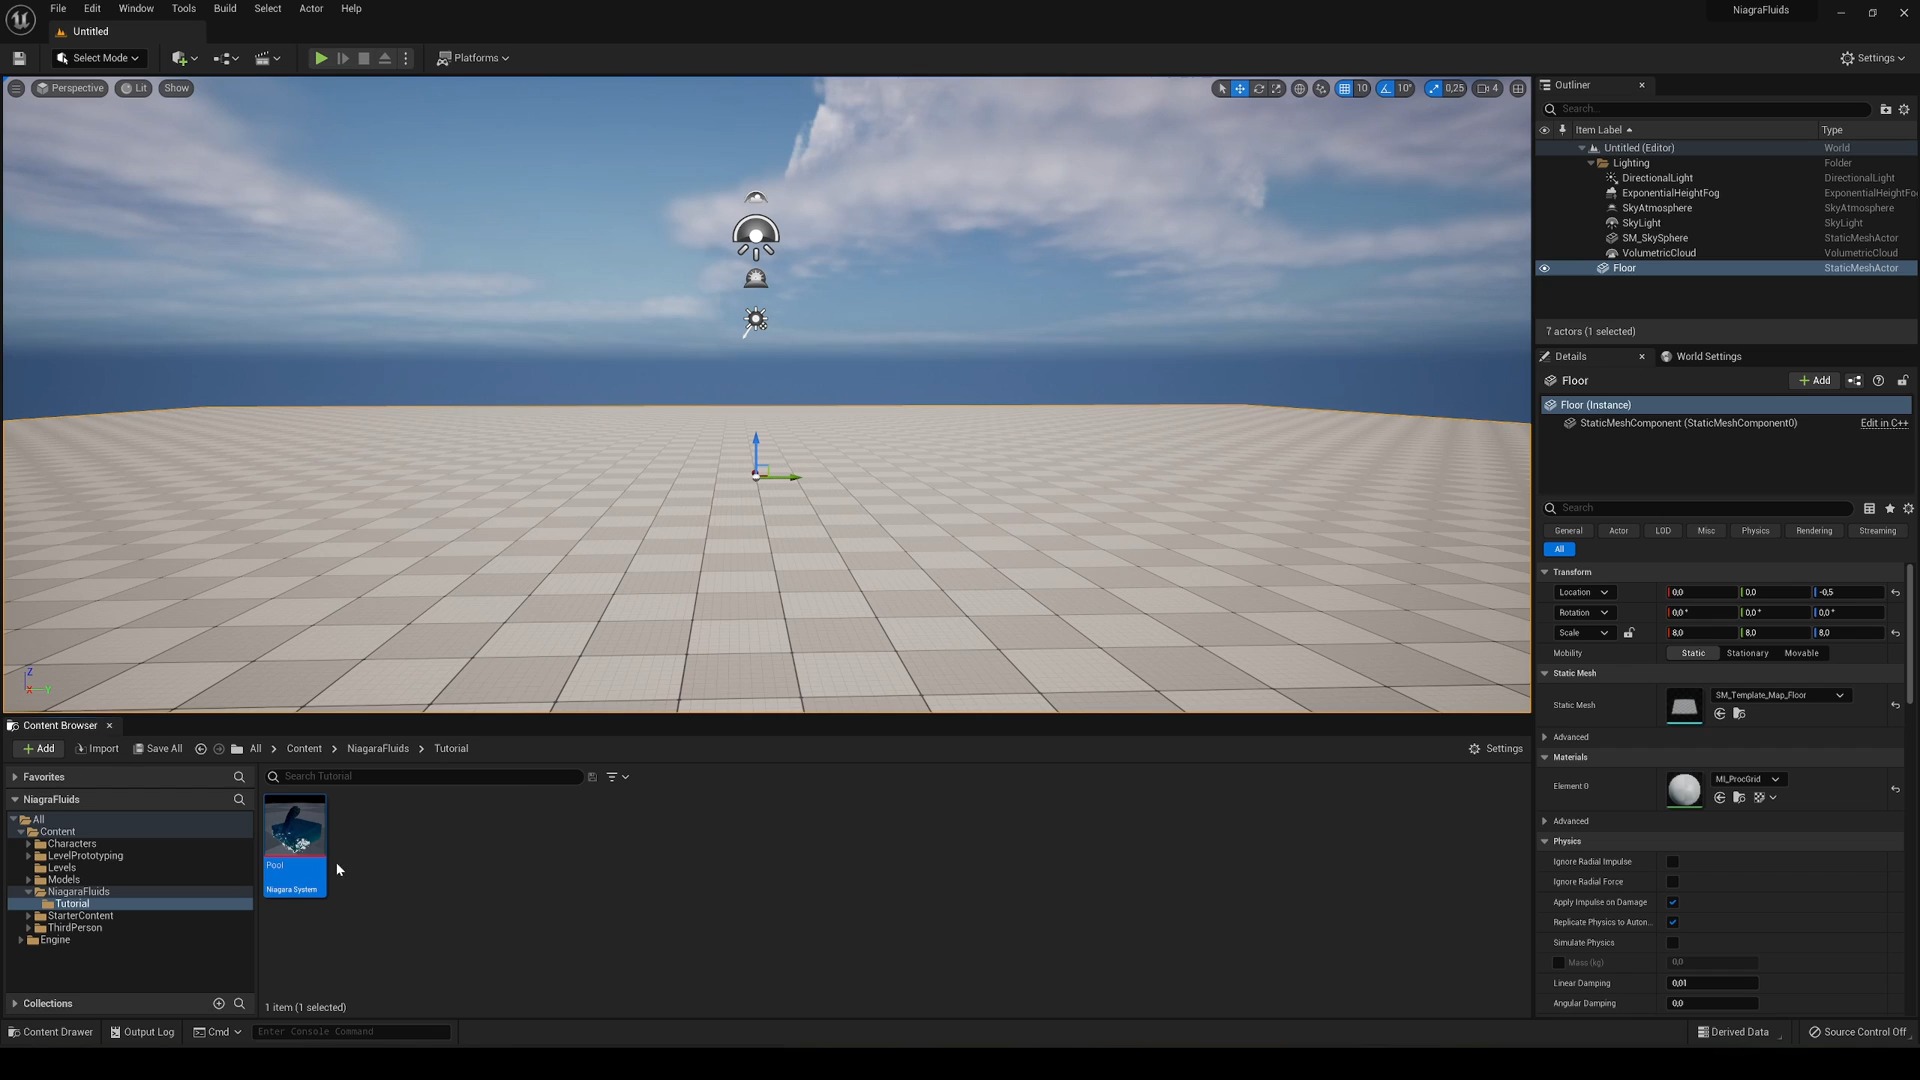 File Edit Window Tools Build Select Actor Help
NiagraFluids
Untitled
Select Mode
Platforms
Settings
Perspective Lit Show
10 10° 0,25 4
Z
X Y
Outliner
Search...
Item Label Type
Untitled (Editor) World
Lighting Folder
DirectionalLight DirectionalLight
ExponentialHeightFog ExponentialHeightFo
SkyAtmosphere SkyAtmosphere
SkyLight SkyLight
SM_SkySphere StaticMeshActor
VolumetricCloud VolumetricCloud
Floor StaticMeshActor
7 actors (1 selected)
Details World Settings
Floor
Add
Floor (Instance)
StaticMeshComponent (StaticMeshComponent0) Edit in C++
Search
General Actor LOD Misc Physics Rendering Streaming
All
Transform
Location 0,0 0,0 -0,5
Rotation 0,0 ° 0,0 ° 0,0 °
Scale 8,0 8,0 8,0
Mobility Static Stationary Movable
Static Mesh
Static Mesh SM_Template_Map_Floor
Advanced
Materials
Element 0 MI_ProcGrid
Advanced
Physics
Ignore Radial Impulse
Ignore Radial Force
Apply Impulse on Damage
Replicate Physics to Auton...
Simulate Physics
Mass (kg) 0,0
Linear Damping 0,01
Angular Damping 0,0
Content Browser
Add Import Save All All > Content > NiagaraFluids > Tutorial Settings
Favorites
NiagraFluids
All
Content
Characters
LevelPrototyping
Levels
Models
NiagaraFluids
Tutorial
StarterContent
ThirdPerson
Engine
Collections
Search Tutorial
Pool
Niagara System
1 item (1 selected)
Content Drawer Output Log Cmd Enter Console Command Derived Data Source Control Off